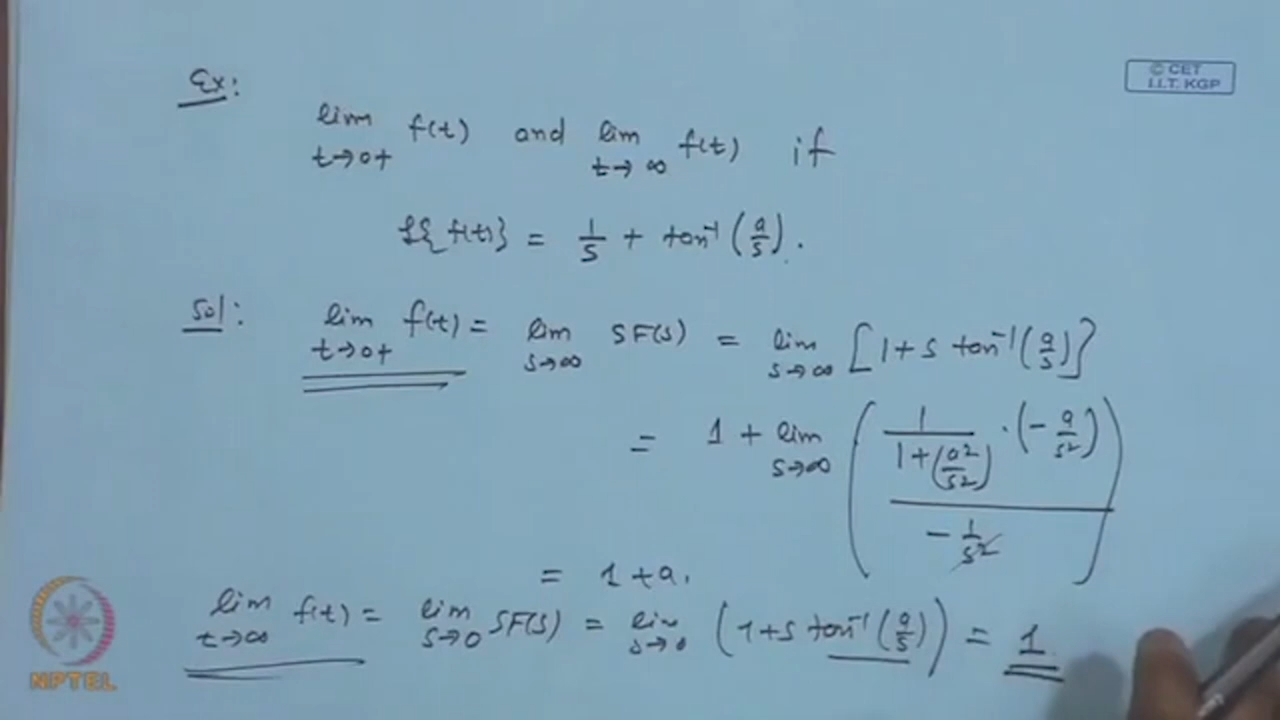 Ex:
© CET
I.I.T. KGP
lim t→0+ f(t) and lim t→∞ f(t) if
L{f(t)} = 1/s + tan⁻¹(a/s).
Sol: lim t→0+ f(t) = lim s→∞ SF(s) = lim s→∞ [1+s tan⁻¹(a/s)]
= 1 + lim s→∞ ( (1/(1+(a²/s²)) · (-a/s²)) / (-1/s²) )
= 1+a.
lim t→∞ f(t) = lim s→0 SF(s) = lim s→0 (1+s tan⁻¹(a/s)) = 1.
NPTEL